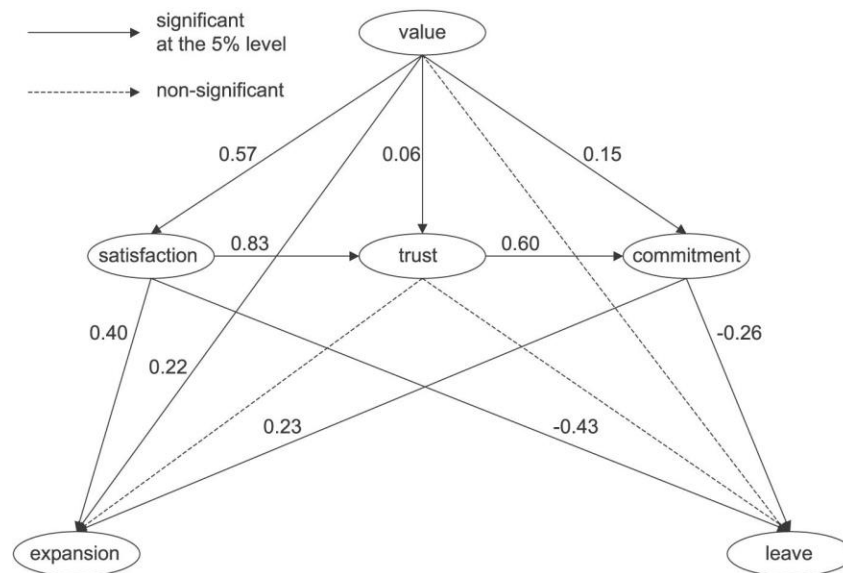 significant
at the 5% level
value
non-significant
0.57
0.06
0.15
satisfaction
0.83
trust
0.60
commitment
0.40
0.22
-0.26
0.23
-0.43
expansion
leave